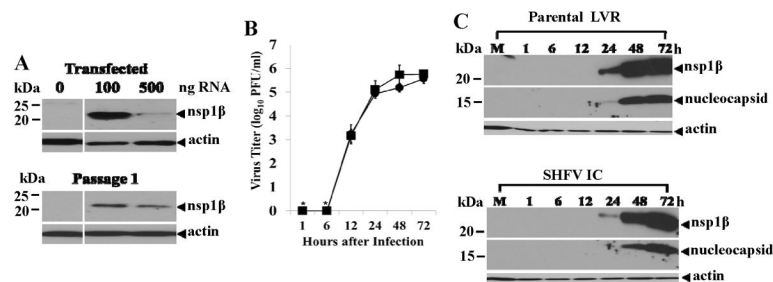 A
Transfected
kDa 0 100 500 ng RNA
25
20
nsp1β
actin
kDa Passage 1
25
20
nsp1β
actin
B
Virus Titer (log10 PFU/ml)
7
6
5
4
3
2
1
0
* *
1 6 12 24 48 72
Hours after Infection
C
Parental LVR
kDa M 1 6 12 24 48 72 h
20
nsp1β
15
nucleocapsid
actin
SHFV IC
kDa M 1 6 12 24 48 72 h
20
nsp1β
15
nucleocapsid
actin